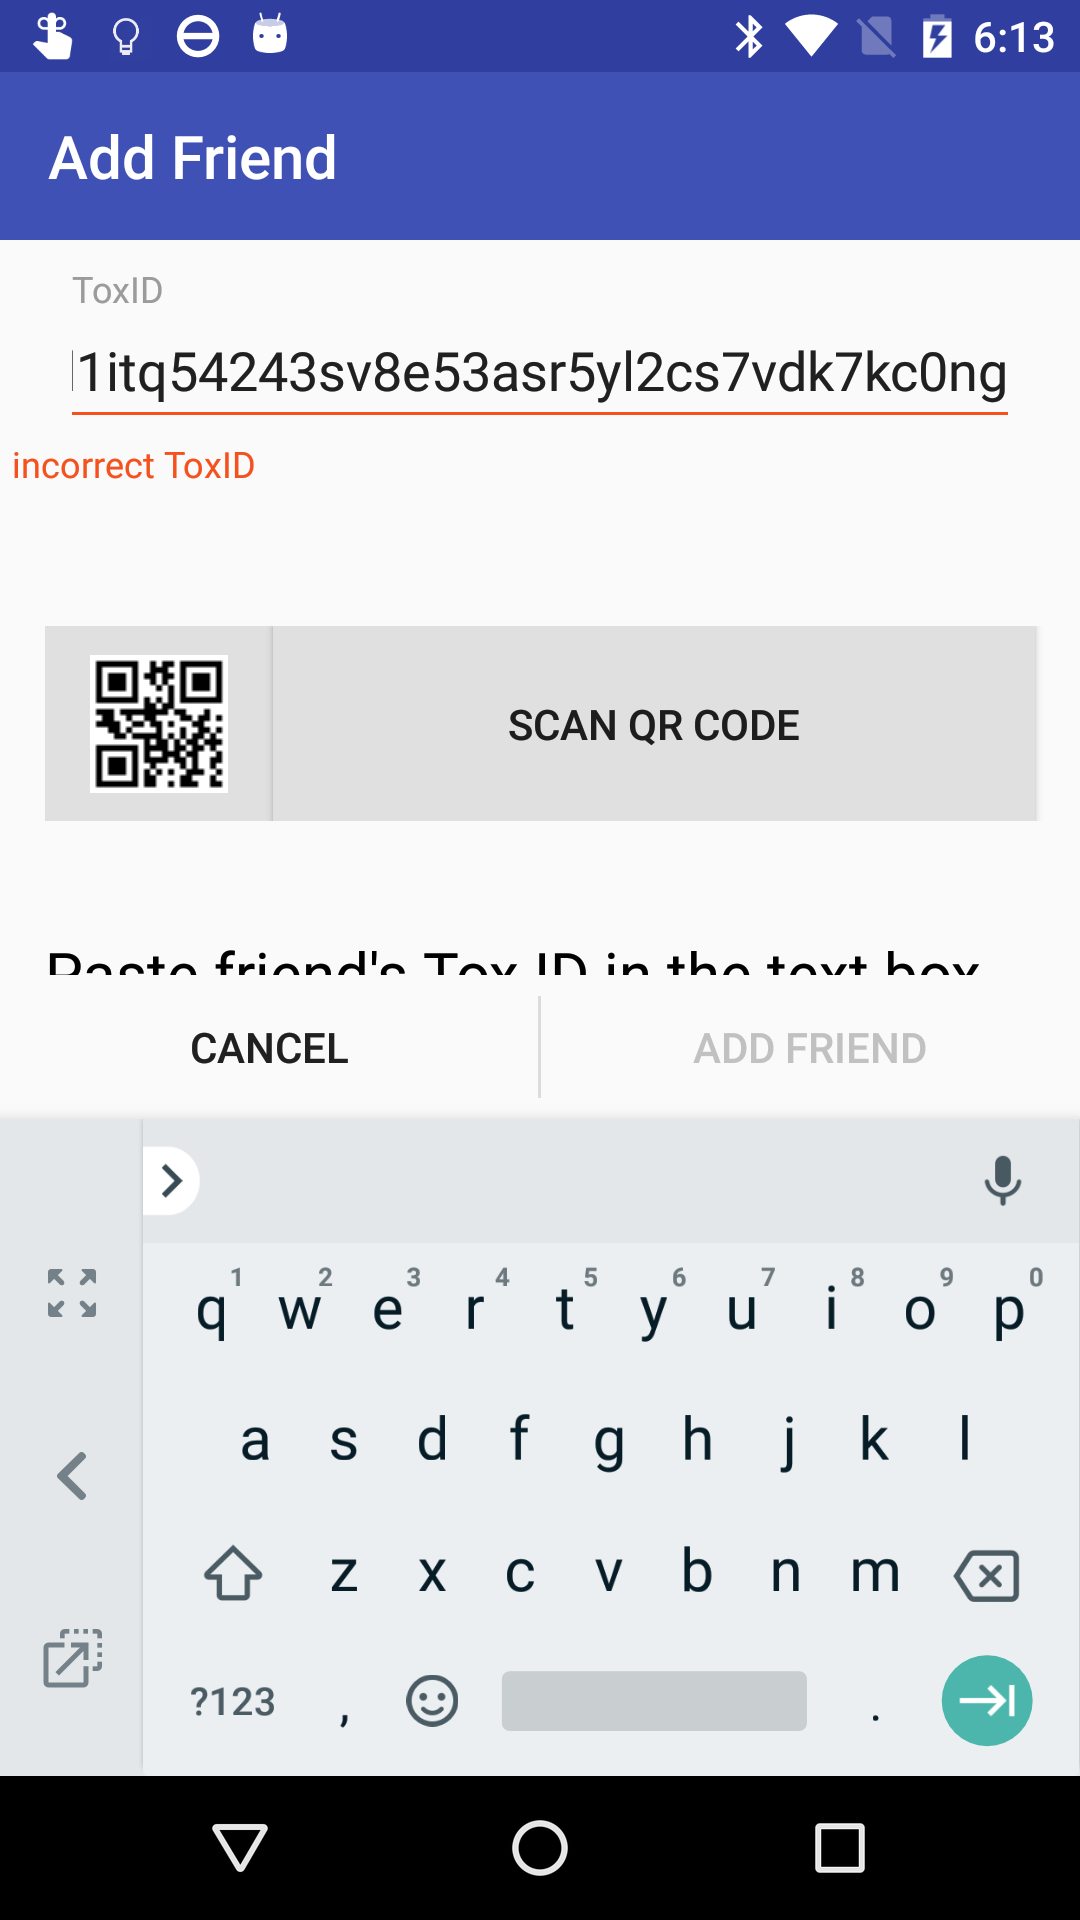 6:13
Add Friend
ToxID
1itq54243sv8e53asr5yl2cs7vdk7kc0ng
incorrect ToxID
SCAN QR CODE
Paste friend's Tox ID in the text box
CANCEL
ADD FRIEND
1 2 3 4 5 6 7 8 9 0
q w e r t y u i o p
a s d f g h j k l
z x c v b n m
?123 , .